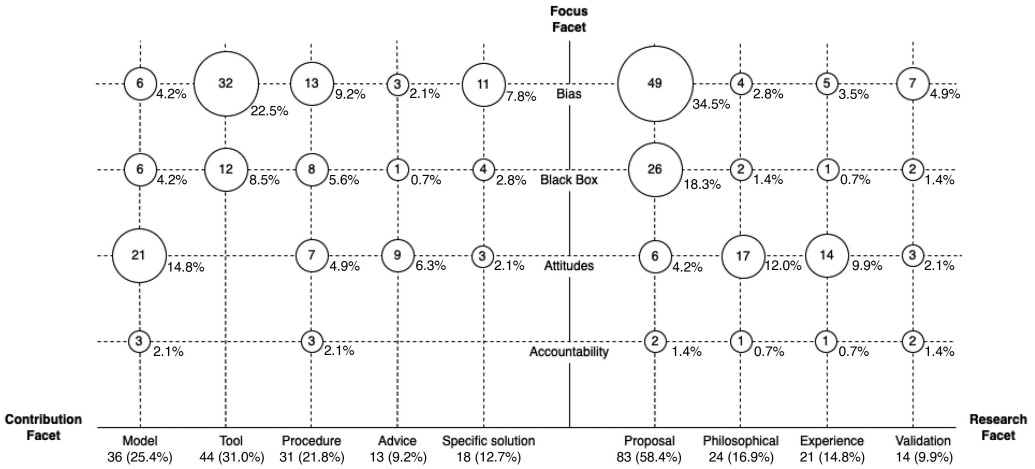 Focus
Facet
6 32 13 3 11 49 4 5 7
4.2% 22.5% 9.2% 2.1% 7.8% Bias 34.5% 2.8% 3.5% 4.9%
6 12 8 1 4 26 2 1 2
4.2% 8.5% 5.6% 0.7% 2.8% Black Box 18.3% 1.4% 0.7% 1.4%
21 7 9 3 6 17 14 3
14.8% 4.9% 6.3% 2.1% Attitudes 4.2% 12.0% 9.9% 2.1%
3 3 2 1 1 2
2.1% 2.1% Accountability 1.4% 0.7% 0.7% 1.4%
Contribution
Facet
Research
Facet
Model Tool Procedure Advice Specific solution Proposal Philosophical Experience Validation
36 (25.4%) 44 (31.0%) 31 (21.8%) 13 (9.2%) 18 (12.7%) 83 (58.4%) 24 (16.9%) 21 (14.8%) 14 (9.9%)